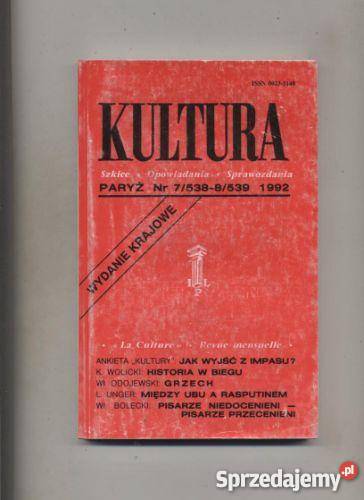 ISSN 0023-5148
KULTURA
Szkice • Opowiadania • Sprawozdania
PARYŻ Nr 7/538-8/539 1992
WYDANIE KRAJOWE
• «La Culture» • Revue mensuelle •
ANKIETA „KULTURY": JAK WYJŚĆ Z IMPASU?
K. WOLICKI: HISTORIA W BIEGU
WŁ. ODOJEWSKI: GRZECH
L. UNGER: MIĘDZY UBU A RASPUTINEM
WŁ. BOLECKI: PISARZE NIEDOCENIENI —
PISARZE PRZECENIENI
Sprzedajemy.pl